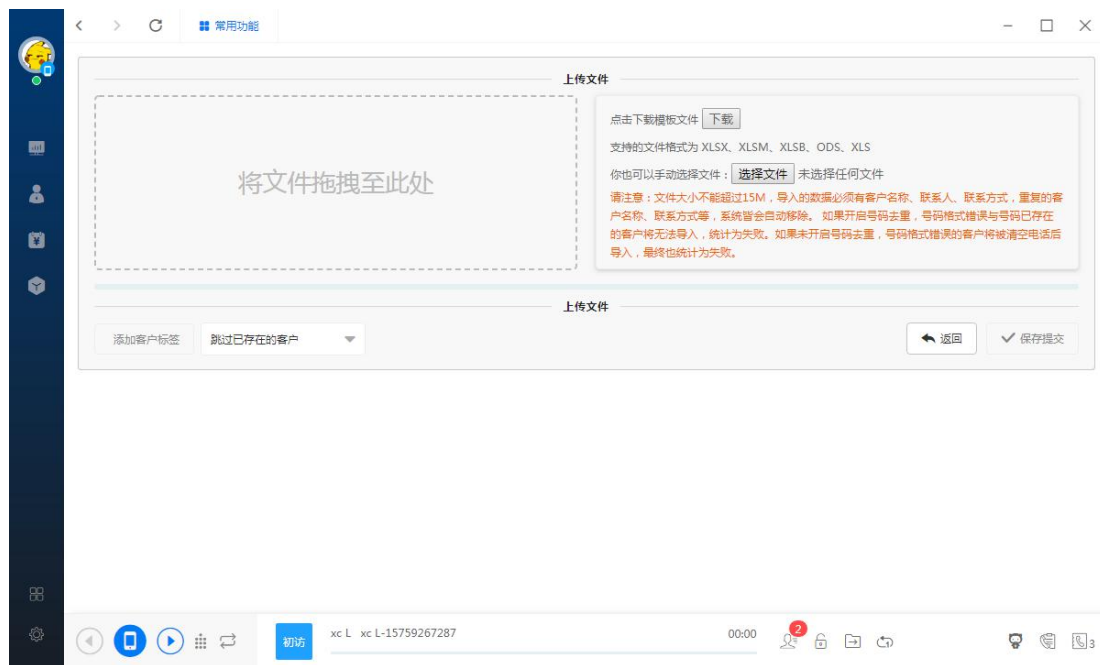 常用功能
上传文件
将文件拖拽至此处
点击下载模板文件 下载
支持的文件格式为 XLSX、XLSM、XLSB、ODS、XLS
你也可以手动选择文件： 选择文件 未选择任何文件
请注意：文件大小不能超过15M，导入的数据必须有客户名称、联系人、联系方式，重复的客
户名称、联系方式等，系统皆会自动移除。 如果开启号码去重，号码格式错误与号码已存在
的客户将无法导入，统计为失败。如果未开启号码去重，号码格式错误的客户将被清空电话后
导入，最终也统计为失败。
上传文件
添加客户标签 跳过已存在的客户 返回 保存提交
初访 xc L xc L-15759267287 00:00 2 3